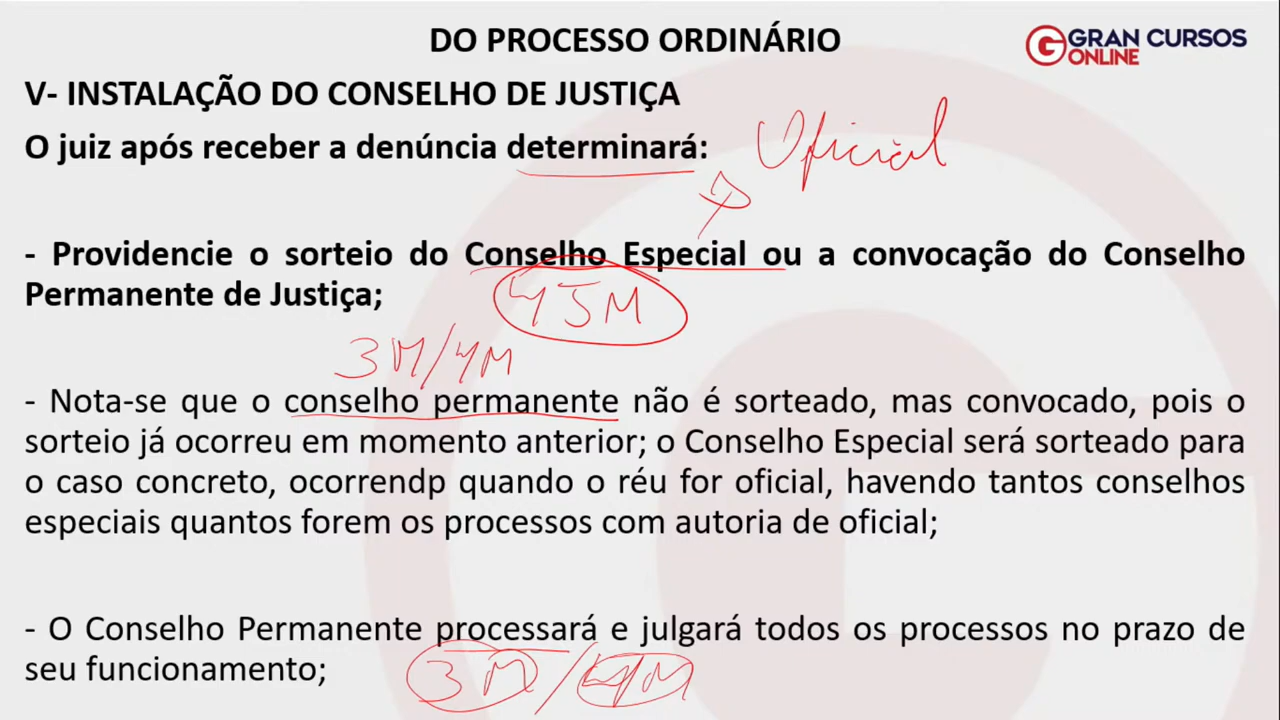 DO PROCESSO ORDINÁRIO
GRAN CURSOS
ONLINE
V- INSTALAÇÃO DO CONSELHO DE JUSTIÇA
O juiz após receber a denúncia determinará:
Oficial
- Providencie o sorteio do Conselho Especial ou a convocação do Conselho
Permanente de Justiça;
4JM
3M/4M
- Nota-se que o conselho permanente não é sorteado, mas convocado, pois o
sorteio já ocorreu em momento anterior; o Conselho Especial será sorteado para
o caso concreto, ocorrendp quando o réu for oficial, havendo tantos conselhos
especiais quantos forem os processos com autoria de oficial;
- O Conselho Permanente processará e julgará todos os processos no prazo de
seu funcionamento;
3M/4M